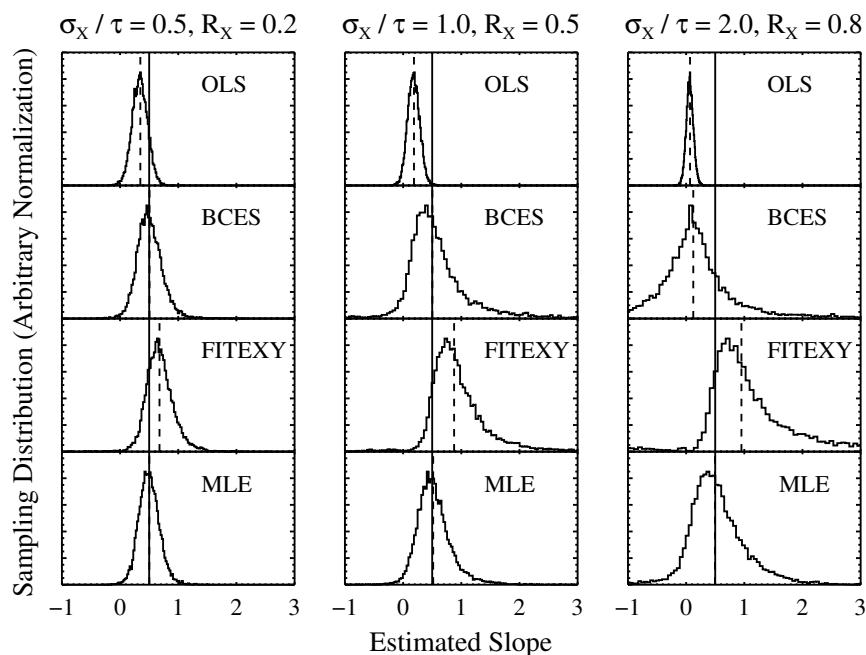 σX / τ = 0.5, RX = 0.2
σX / τ = 1.0, RX = 0.5
σX / τ = 2.0, RX = 0.8
Sampling Distribution (Arbitrary Normalization)
OLS
OLS
OLS
BCES
BCES
BCES
FITEXY
FITEXY
FITEXY
MLE
MLE
MLE
−1 0 1 2 3
−1 0 1 2 3
−1 0 1 2 3
Estimated Slope